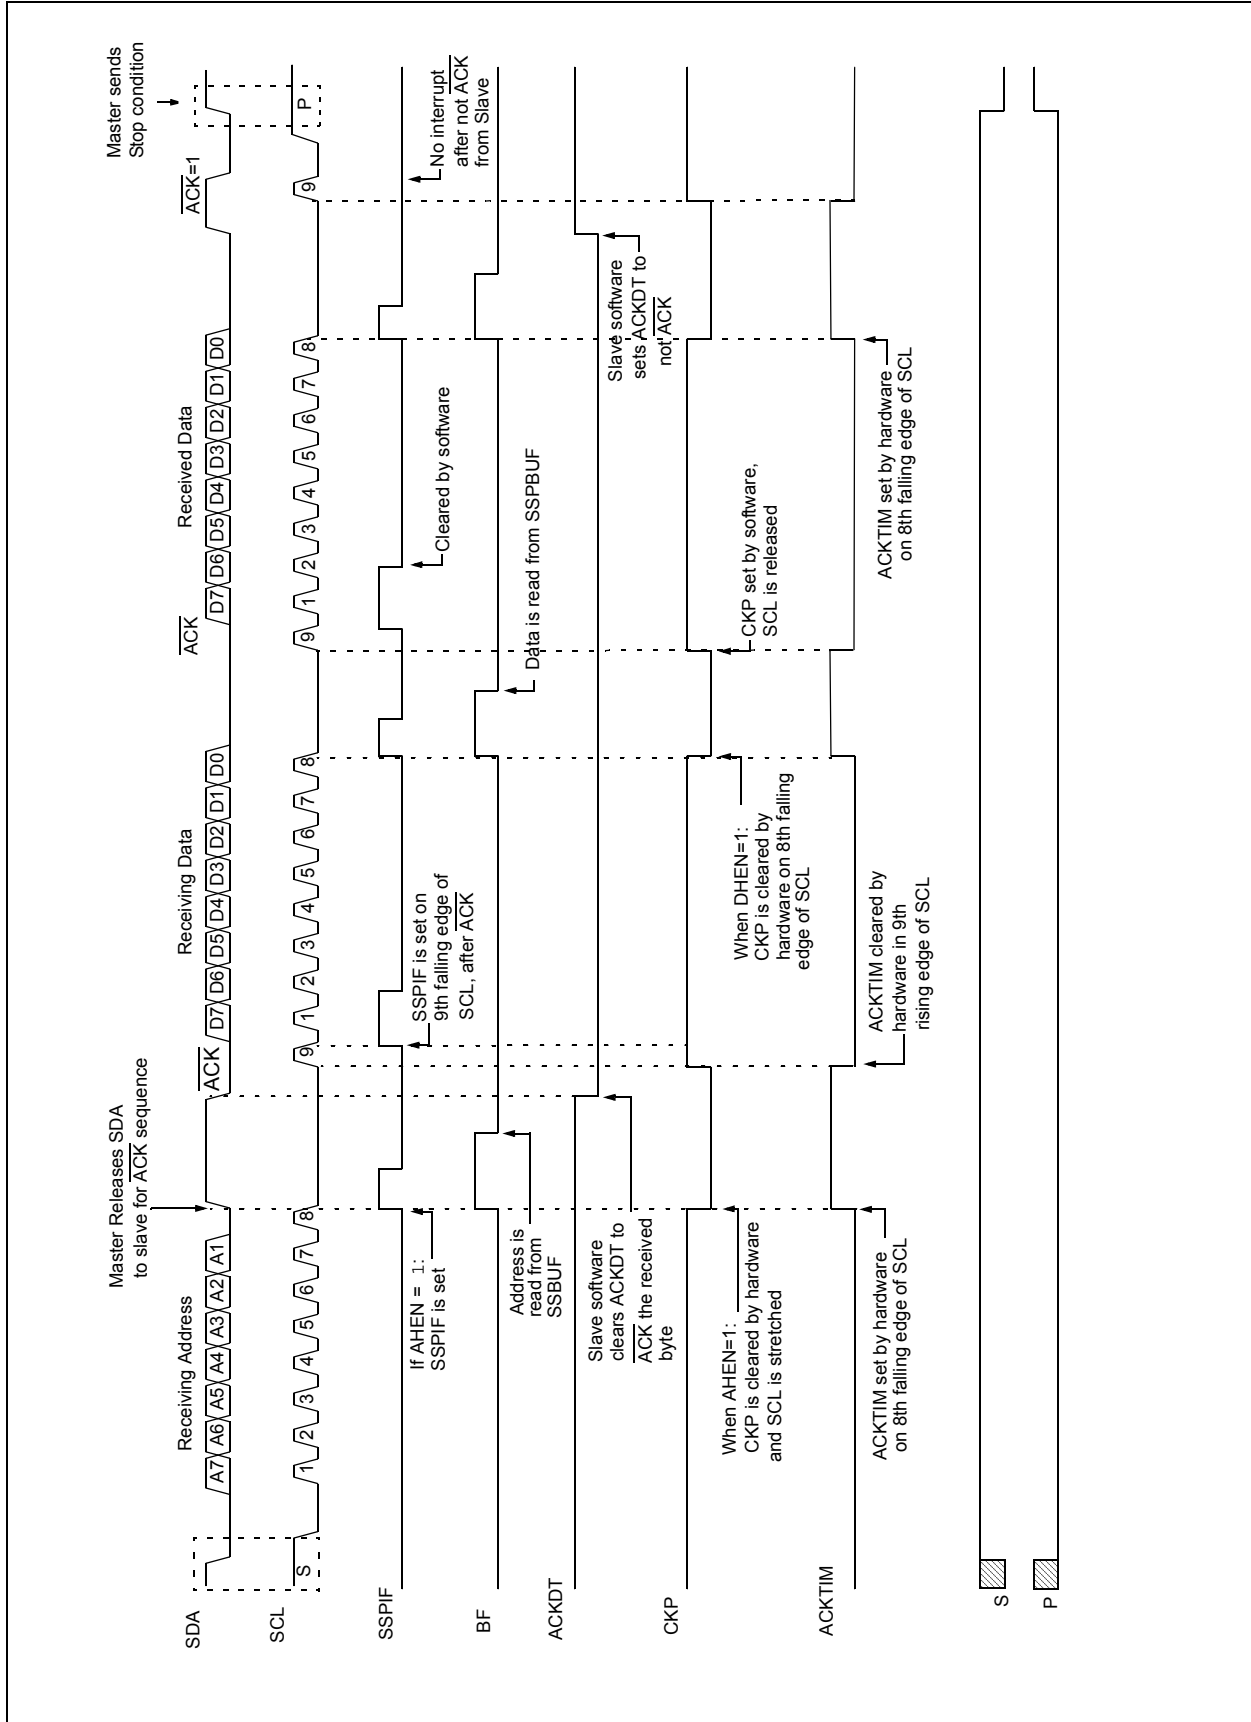 Master Releases SDA
to slave for ACK sequence
Master sends
Stop condition
Receiving Address
Receiving Data
Received Data
ACK
ACK
ACK=1
SDA
A7 A6 A5 A4 A3 A2 A1
D7 D6 D5 D4 D3 D2 D1 D0
D7 D6 D5 D4 D3 D2 D1 D0
SCL
S
1 2 3 4 5 6 7 8 9
1 2 3 4 5 6 7 8 9
1 2 3 4 5 6 7 8 9
P
SSPIF
If AHEN = 1:
SSPIF is set
SSPIF is set on
9th falling edge of
SCL, after ACK
Cleared by software
No interrupt
after not ACK
from Slave
BF
Address is
read from
SSBUF
Data is read from SSPBUF
ACKDT
Slave software
clears ACKDT to
ACK the received
byte
Slave software
sets ACKDT to
not ACK
CKP
When AHEN=1:
CKP is cleared by hardware
and SCL is stretched
When DHEN=1:
CKP is cleared by
hardware on 8th falling
edge of SCL
CKP set by software,
SCL is released
ACKTIM
ACKTIM set by hardware
on 8th falling edge of SCL
ACKTIM cleared by
hardware in 9th
rising edge of SCL
ACKTIM set by hardware
on 8th falling edge of SCL
S
P